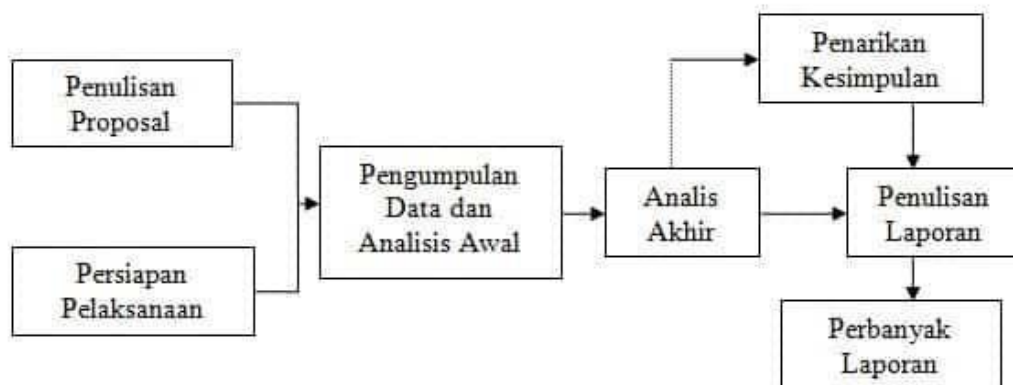 Penulisan
Proposal
Persiapan
Pelaksanaan
Pengumpulan
Data dan
Analisis Awal
Analis
Akhir
Penarikan
Kesimpulan
Penulisan
Laporan
Perbanyak
Laporan